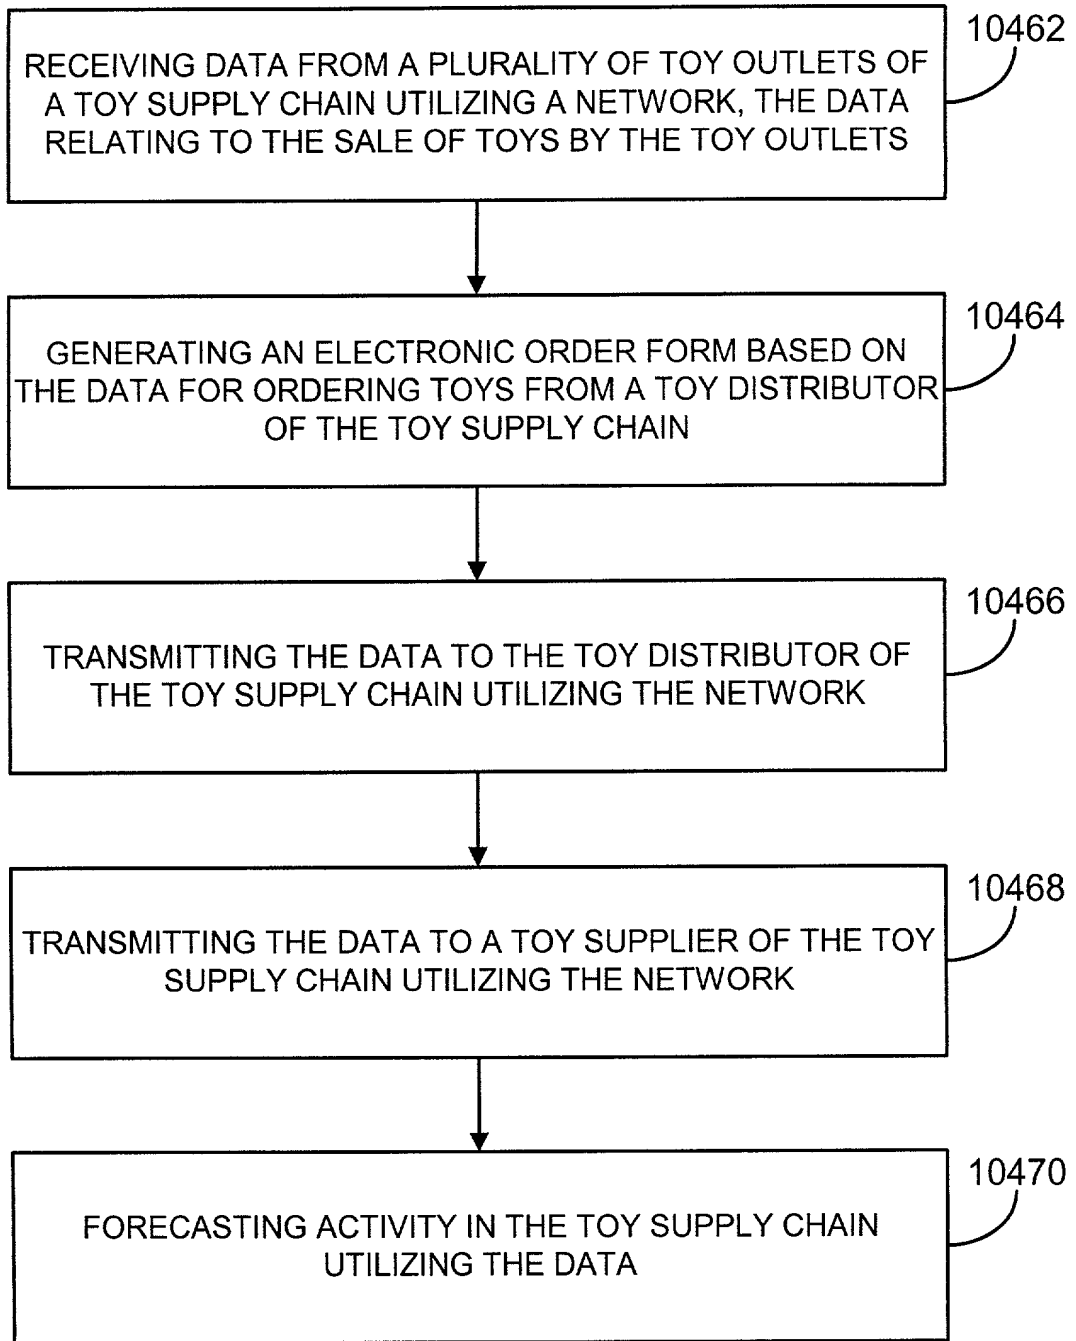 10462
RECEIVING DATA FROM A PLURALITY OF TOY OUTLETS OF
A TOY SUPPLY CHAIN UTILIZING A NETWORK, THE DATA
RELATING TO THE SALE OF TOYS BY THE TOY OUTLETS
10464
GENERATING AN ELECTRONIC ORDER FORM BASED ON
THE DATA FOR ORDERING TOYS FROM A TOY DISTRIBUTOR
OF THE TOY SUPPLY CHAIN
10466
TRANSMITTING THE DATA TO THE TOY DISTRIBUTOR OF
THE TOY SUPPLY CHAIN UTILIZING THE NETWORK
10468
TRANSMITTING THE DATA TO A TOY SUPPLIER OF THE TOY
SUPPLY CHAIN UTILIZING THE NETWORK
10470
FORECASTING ACTIVITY IN THE TOY SUPPLY CHAIN
UTILIZING THE DATA